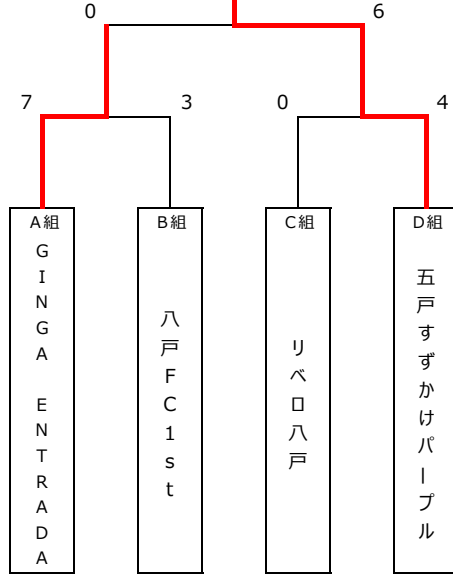 0 6
7 3 0 4
A組 B組 C組 D組
GINGA ENTRADA
八戸FC1st
リベロ八戸
五戸すずかけパープル